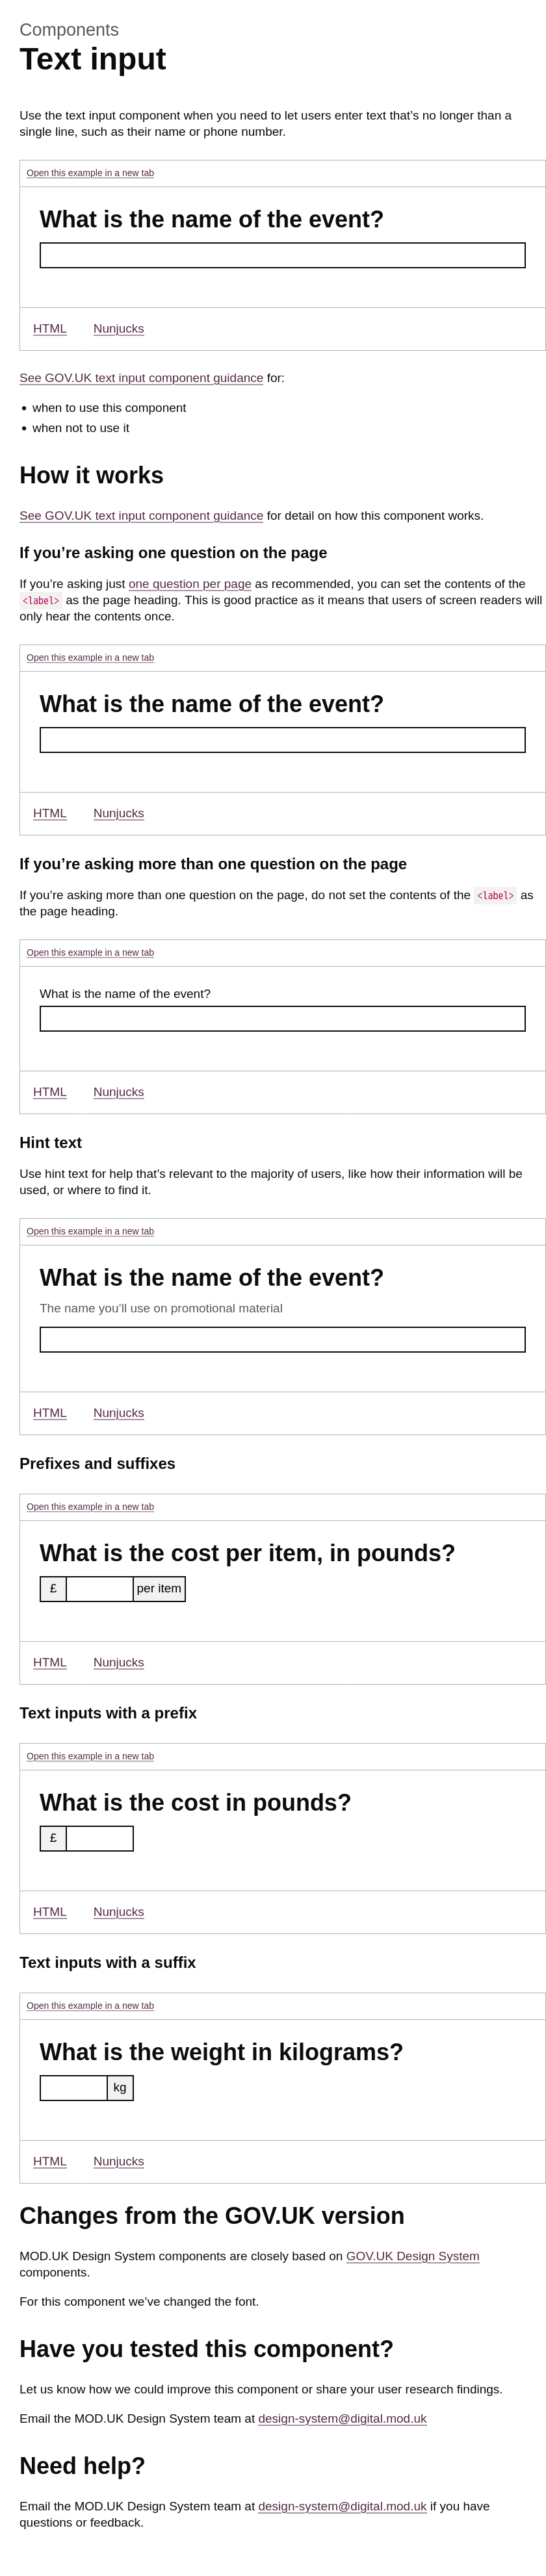 Components
Text input
Use the text input component when you need to let users enter text that’s no longer than a
single line, such as their name or phone number.
Open this example in a new tab
What is the name of the event?
HTML Nunjucks
See GOV.UK text input component guidance for:
• when to use this component
• when not to use it
How it works
See GOV.UK text input component guidance for detail on how this component works.
If you’re asking one question on the page
If you’re asking just one question per page as recommended, you can set the contents of the
<label> as the page heading. This is good practice as it means that users of screen readers will
only hear the contents once.
Open this example in a new tab
What is the name of the event?
HTML Nunjucks
If you’re asking more than one question on the page
If you’re asking more than one question on the page, do not set the contents of the <label> as
the page heading.
Open this example in a new tab
What is the name of the event?
HTML Nunjucks
Hint text
Use hint text for help that’s relevant to the majority of users, like how their information will be
used, or where to find it.
Open this example in a new tab
What is the name of the event?
The name you’ll use on promotional material
HTML Nunjucks
Prefixes and suffixes
Open this example in a new tab
What is the cost per item, in pounds?
£ per item
HTML Nunjucks
Text inputs with a prefix
Open this example in a new tab
What is the cost in pounds?
£
HTML Nunjucks
Text inputs with a suffix
Open this example in a new tab
What is the weight in kilograms?
kg
HTML Nunjucks
Changes from the GOV.UK version
MOD.UK Design System components are closely based on GOV.UK Design System
components.
For this component we’ve changed the font.
Have you tested this component?
Let us know how we could improve this component or share your user research findings.
Email the MOD.UK Design System team at design-system@digital.mod.uk
Need help?
Email the MOD.UK Design System team at design-system@digital.mod.uk if you have
questions or feedback.